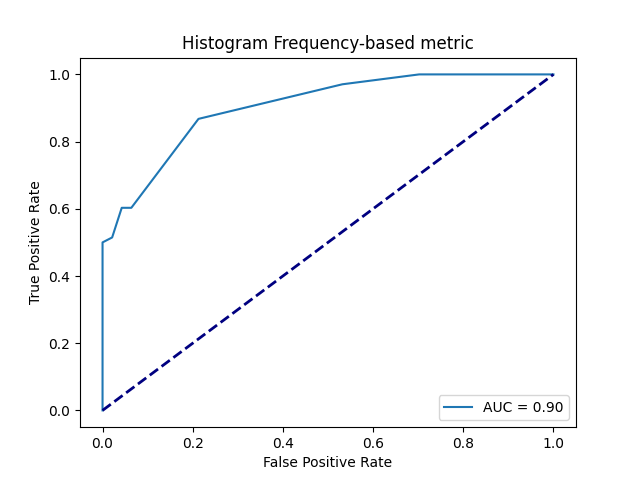 Histogram Frequency-based metric
1.0
0.8
0.6
0.4
0.2
0.0
True Positive Rate
AUC = 0.90
0.0 0.2 0.4 0.6 0.8 1.0
False Positive Rate